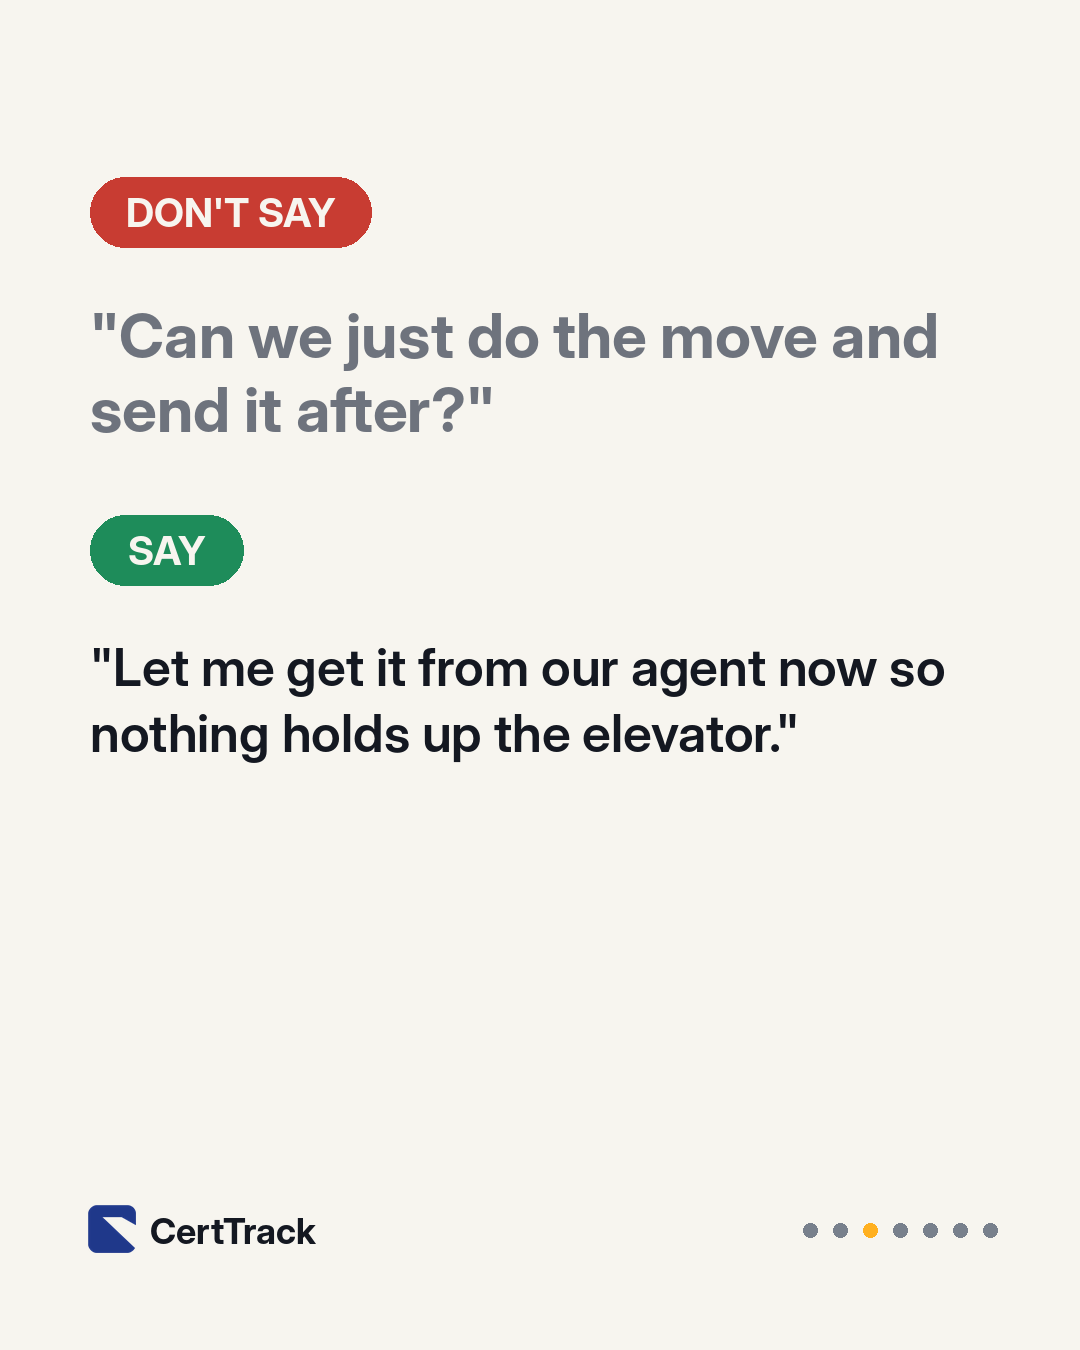 DON'T SAY
"Can we just do the move and
send it after?"
SAY
"Let me get it from our agent now so
nothing holds up the elevator."
CertTrack